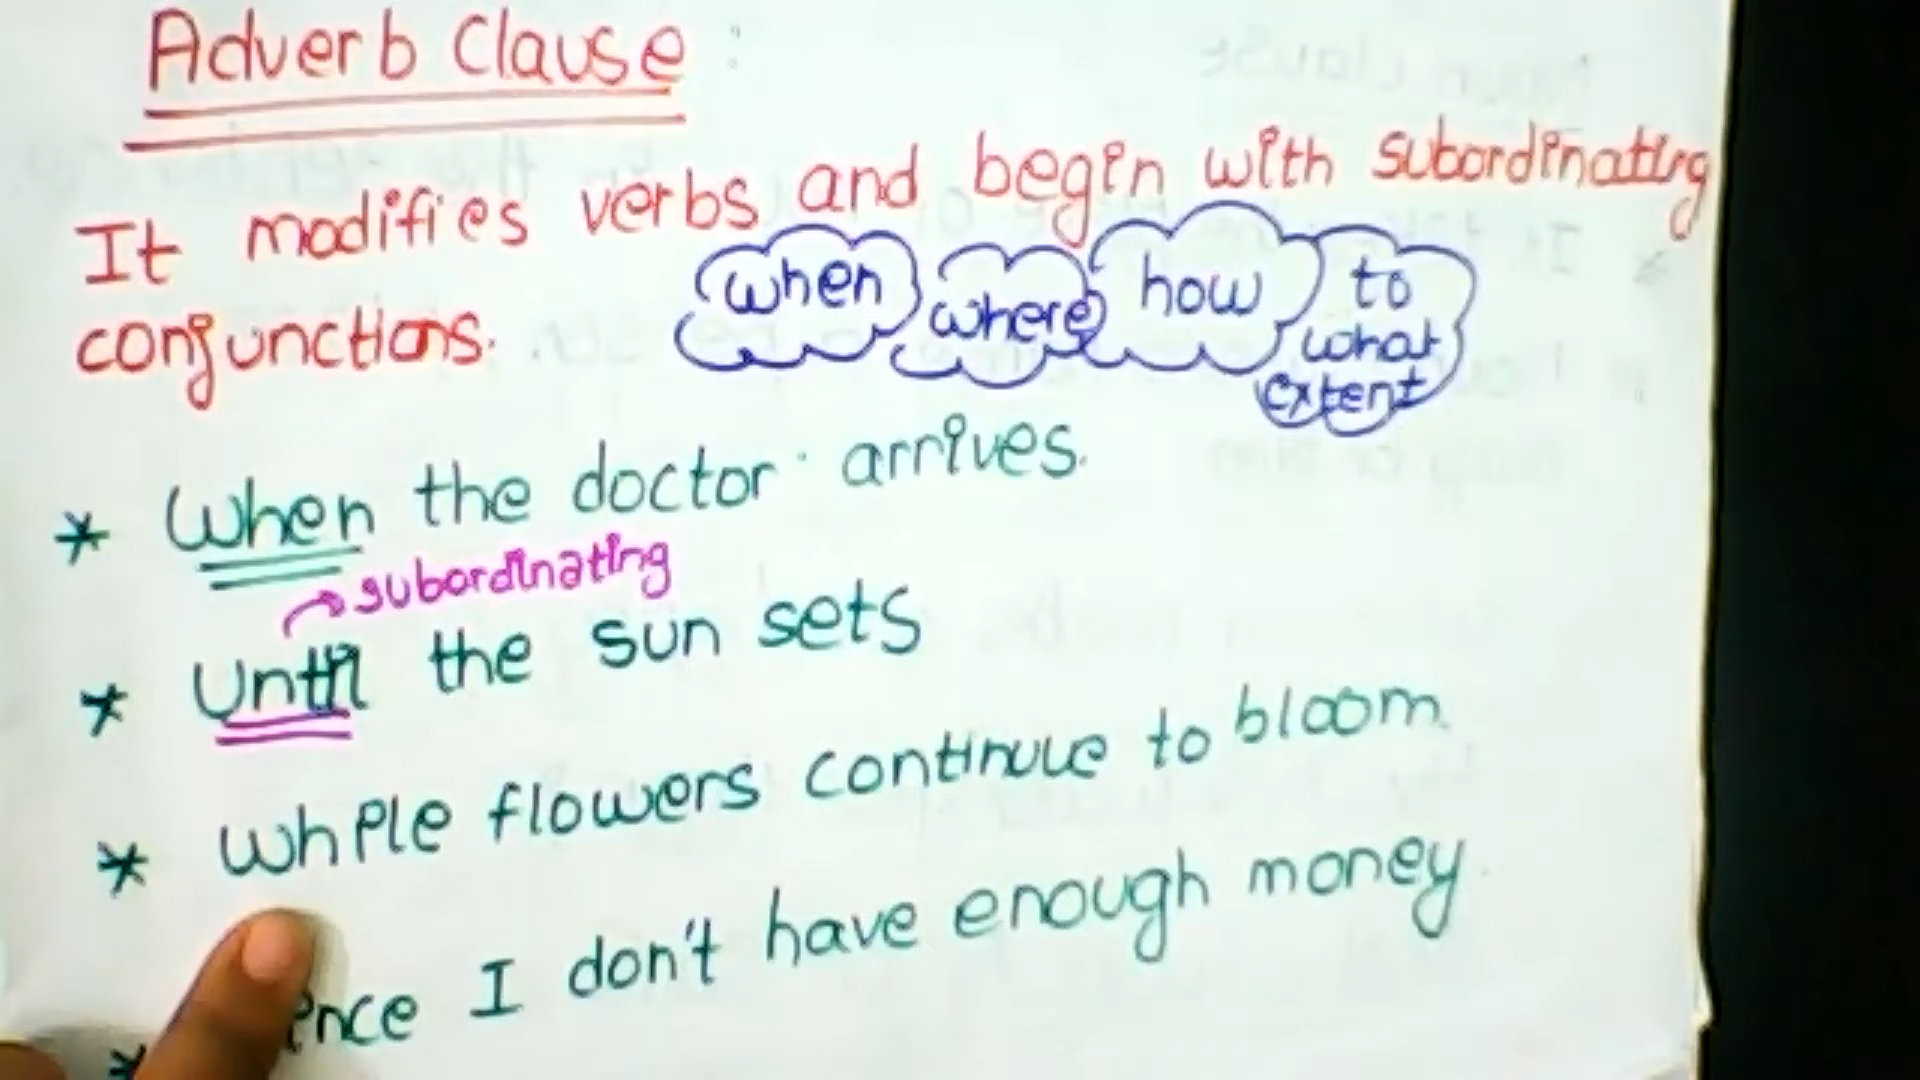 Adverb Clause :
It modifies verbs and begin with subordinating
conjunctions.
when where how to what extent
* When the doctor arrives.
subordinating
* Until the sun sets
* While flowers continue to bloom.
* I don't have enough money